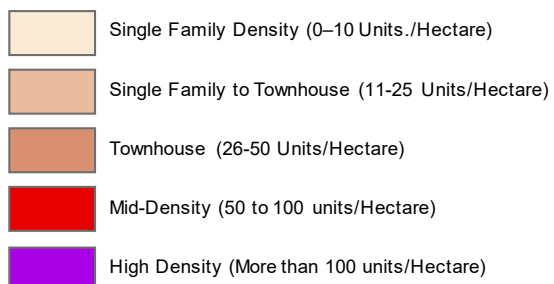 Single Family Density (0–10 Units./Hectare)
Single Family to Townhouse (11-25 Units/Hectare)
Townhouse (26-50 Units/Hectare)
Mid-Density (50 to 100 units/Hectare)
High Density (More than 100 units/Hectare)